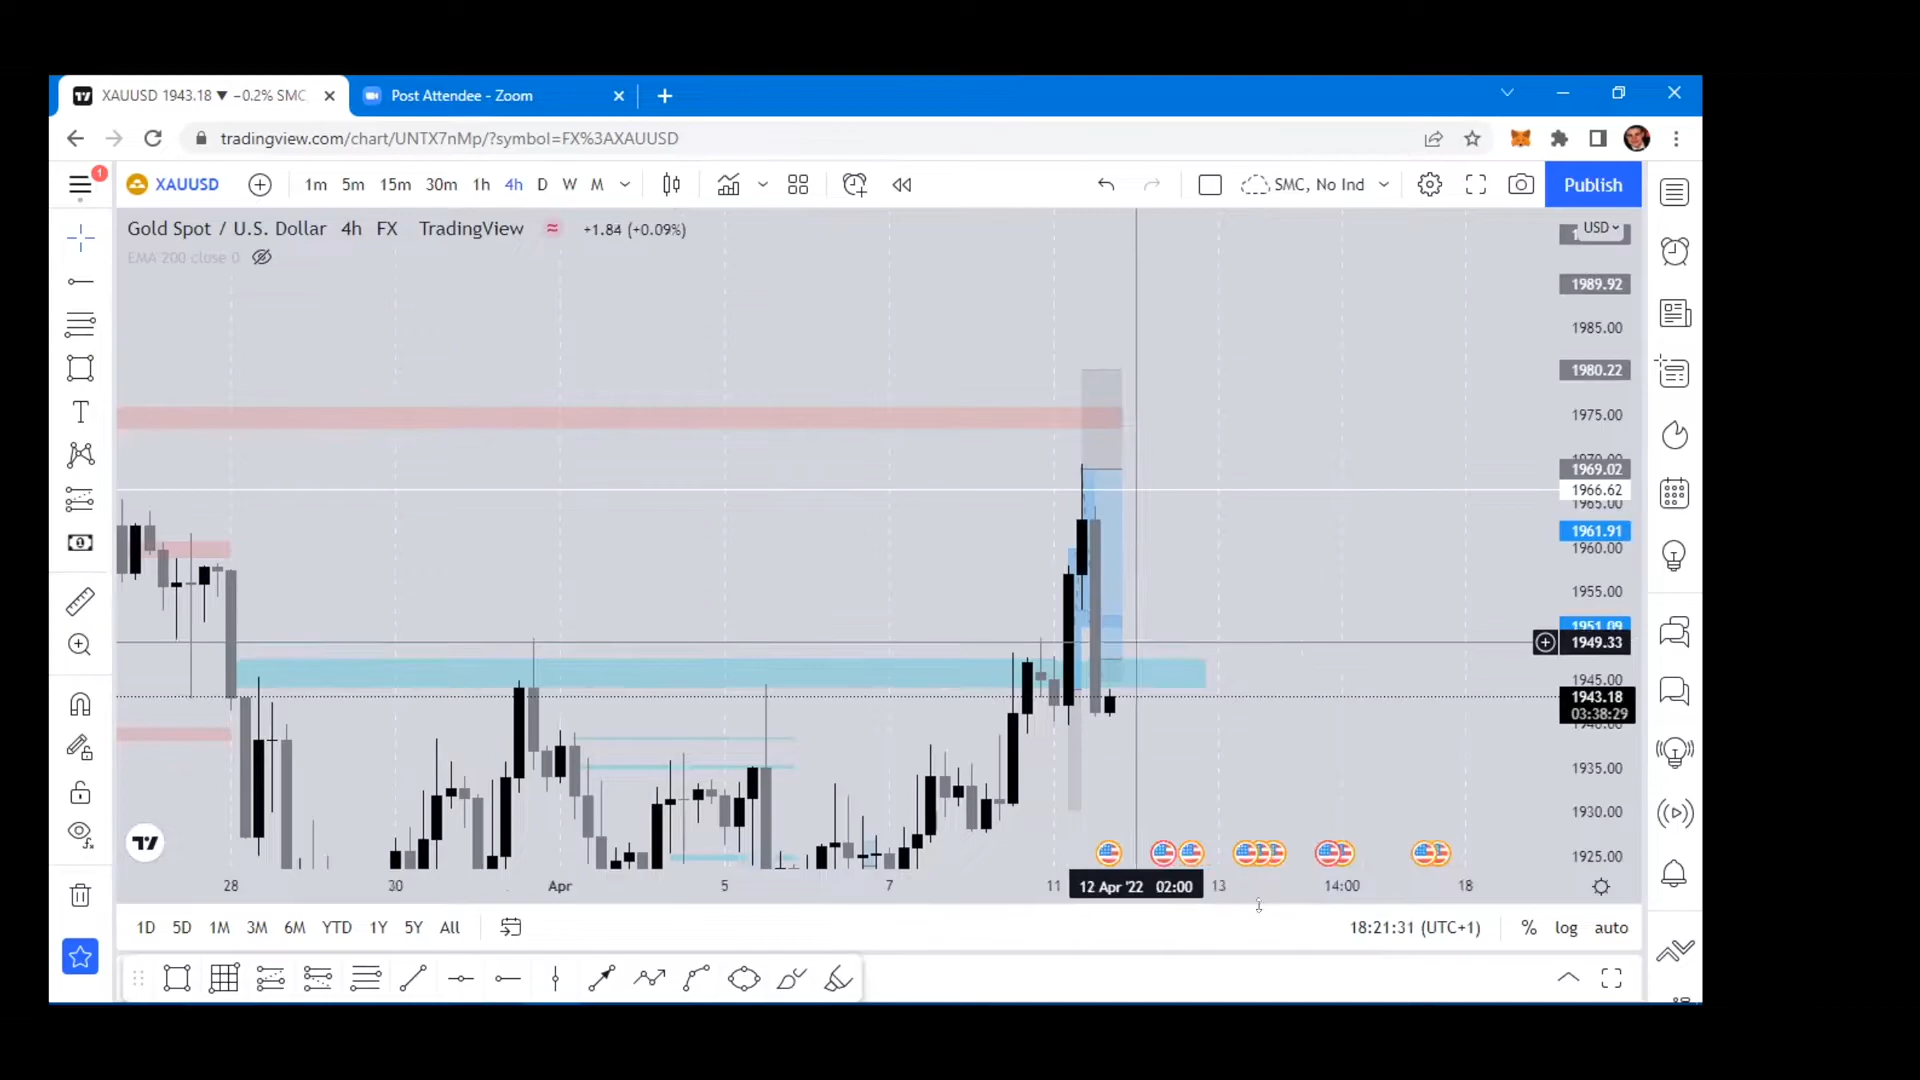 XAUUSD 1943.18 ▼ −0.2% SMC
Post Attendee - Zoom
tradingview.com/chart/UNTX7nMp/?symbol=FX%3AXAUUSD
1
XAUUSD
1m 5m 15m 30m 1h 4h D W M
SMC, No Ind
Publish
Gold Spot / U.S. Dollar 4h FX TradingView
+1.84 (+0.09%)
EMA 200 close 0
USD
1989.92
1985.00
1980.22
1975.00
1969.02
1966.62
1965.00
1961.91
1960.00
1955.00
1951.09
1949.33
1945.00
1943.18
03:38:29
1935.00
1930.00
1925.00
28 30 Apr 5 7 11 12 Apr '22 02:00 13 14:00 18
1D 5D 1M 3M 6M YTD 1Y 5Y All
18:21:31 (UTC+1) % log auto